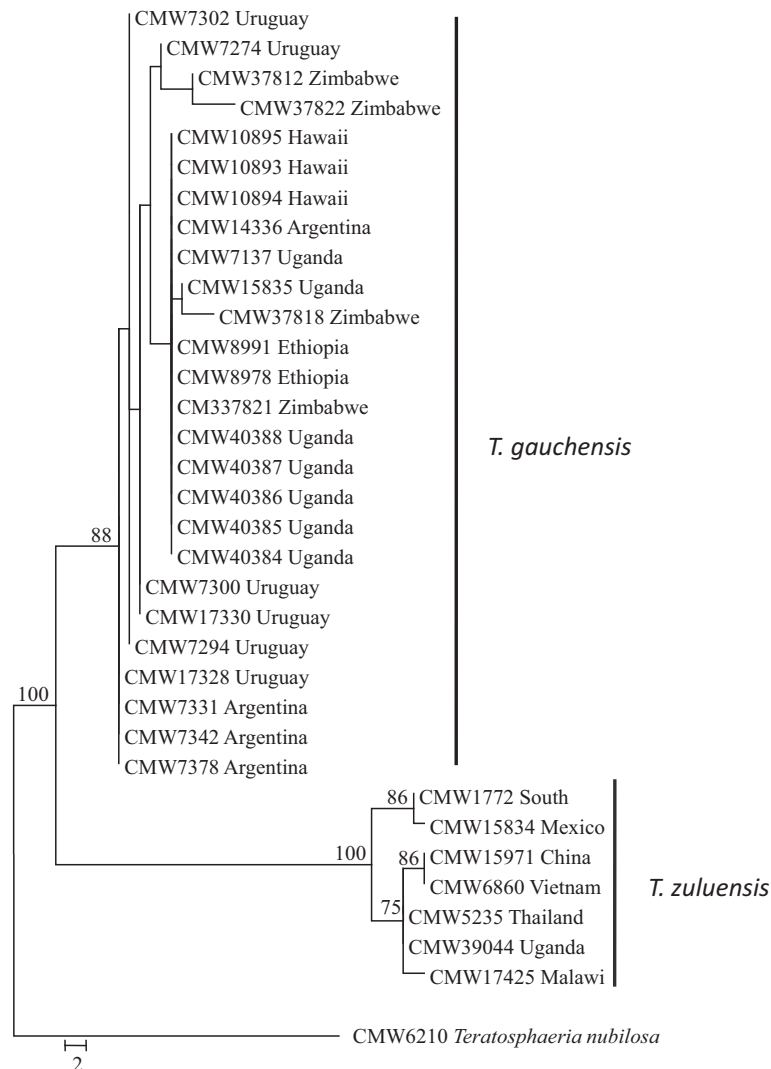 CMW7302 Uruguay
CMW7274 Uruguay
CMW37812 Zimbabwe
CMW37822 Zimbabwe
CMW10895 Hawaii
CMW10893 Hawaii
CMW10894 Hawaii
CMW14336 Argentina
CMW7137 Uganda
CMW15835 Uganda
CMW37818 Zimbabwe
CMW8991 Ethiopia
CMW8978 Ethiopia
CM337821 Zimbabwe
CMW40388 Uganda
CMW40387 Uganda
CMW40386 Uganda
CMW40385 Uganda
CMW40384 Uganda
CMW7300 Uruguay
CMW17330 Uruguay
CMW7294 Uruguay
CMW17328 Uruguay
CMW7331 Argentina
CMW7342 Argentina
CMW7378 Argentina
T. gauchensis
88
100
CMW1772 South
CMW15834 Mexico
CMW15971 China
CMW6860 Vietnam
CMW5235 Thailand
CMW39044 Uganda
CMW17425 Malawi
T. zuluensis
86
100
86
75
CMW6210 Teratosphaeria nubilosa
2